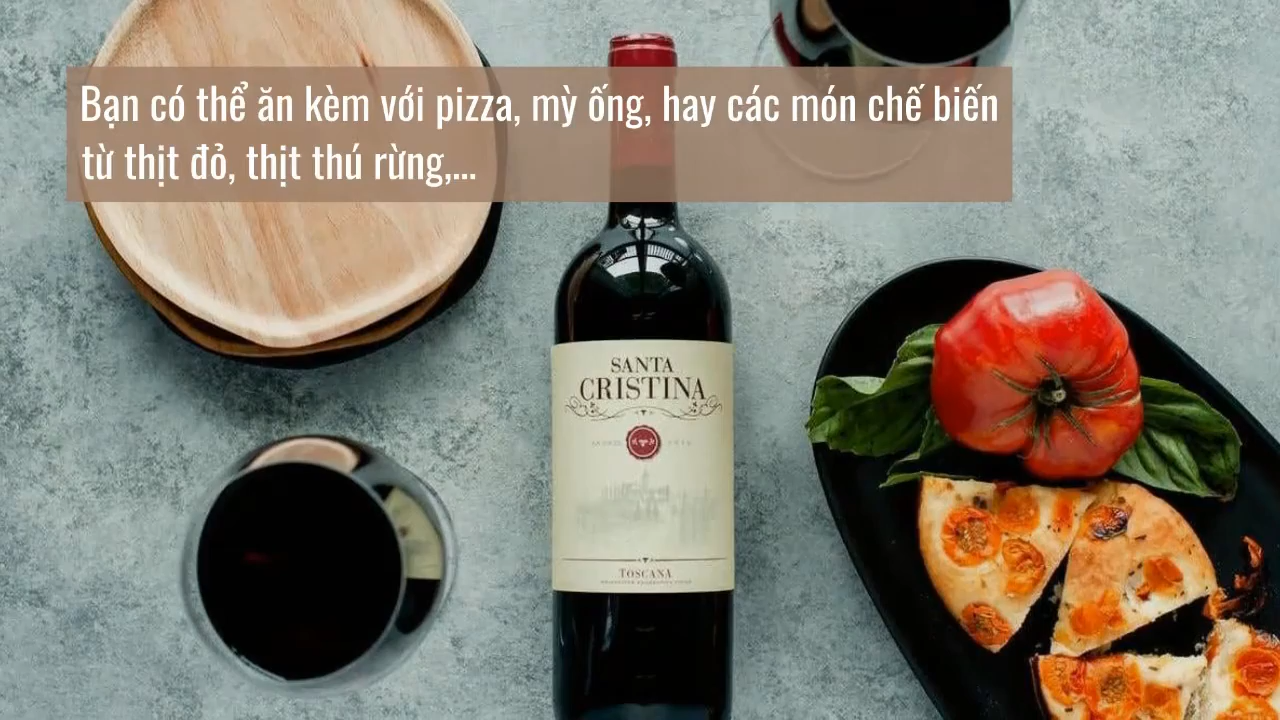 Bạn có thể ăn kèm với pizza, mỳ ống, hay các món chế biến
từ thịt đỏ, thịt thú rừng,...
SANTA
CRISTINA
TOSCANA